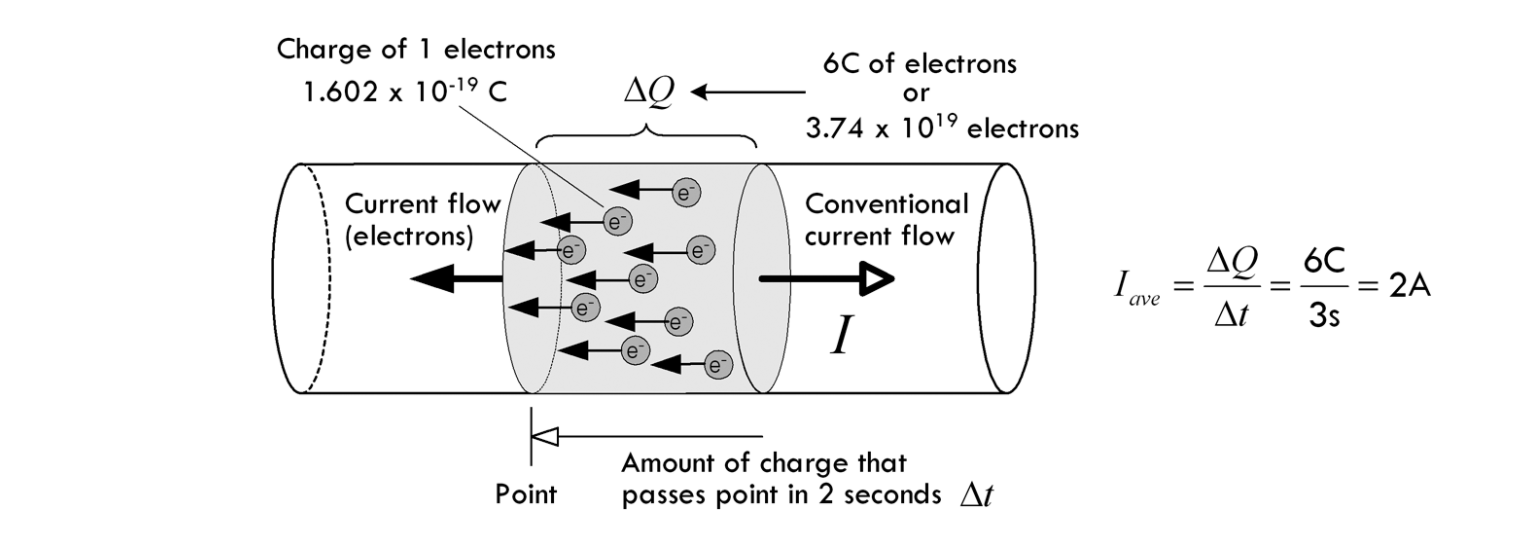 Charge of 1 electrons
1.602 x 10⁻¹⁹ C
ΔQ
6C of electrons
or
3.74 x 10¹⁹ electrons
Current flow
(electrons)
e⁻
e⁻
e⁻
e⁻
e⁻
e⁻
e⁻
e⁻
e⁻
Conventional
current flow
I
I ave = ΔQ/Δt = 6C/3s = 2A
Point
Amount of charge that
passes point in 2 seconds Δt